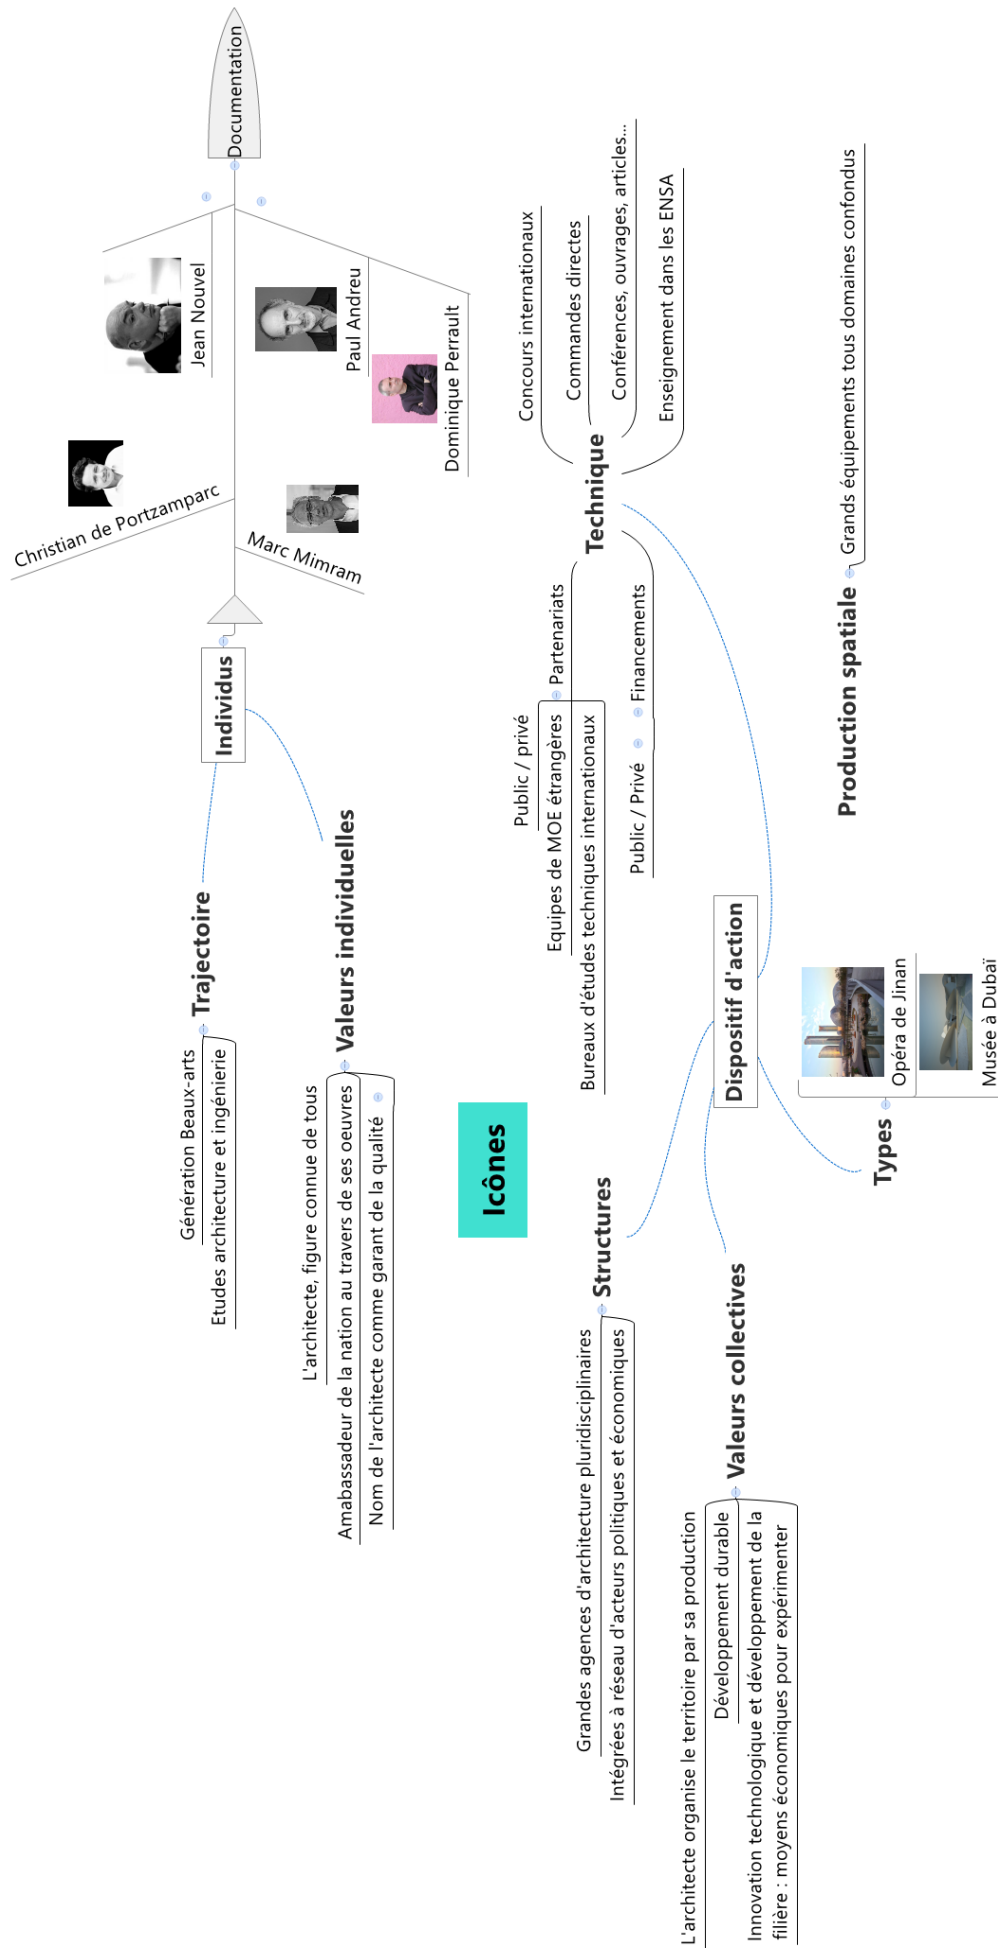 Icônes
Individus
Documentation
Jean Nouvel
Paul Andreu
Dominique Perrault
Christian de Portzamparc
Marc Mimram
Trajectoire
Génération Beaux-arts
Etudes architecture et ingénierie
Valeurs individuelles
L'architecte, figure connue de tous
Amabassadeur de la nation au travers de ses oeuvres
Nom de l'architecte comme garant de la qualité
Dispositif d'action
Technique
Concours internationaux
Commandes directes
Conférences, ouvrages, articles...
Enseignement dans les ENSA
Partenariats
Public / privé
Equipes de MOE étrangères
Bureaux d'études techniques internationaux
Financements
Public / Privé
Structures
Grandes agences d'architecture pluridisciplinaires
Intégrées à réseau d'acteurs politiques et économiques
Valeurs collectives
L'architecte organise le territoire par sa production
Développement durable
Innovation technologique et développement de la
filière : moyens économiques pour expérimenter
Types
Opéra de Jinan
Musée à Dubaï
Production spatiale
Grands équipements tous domaines confondus